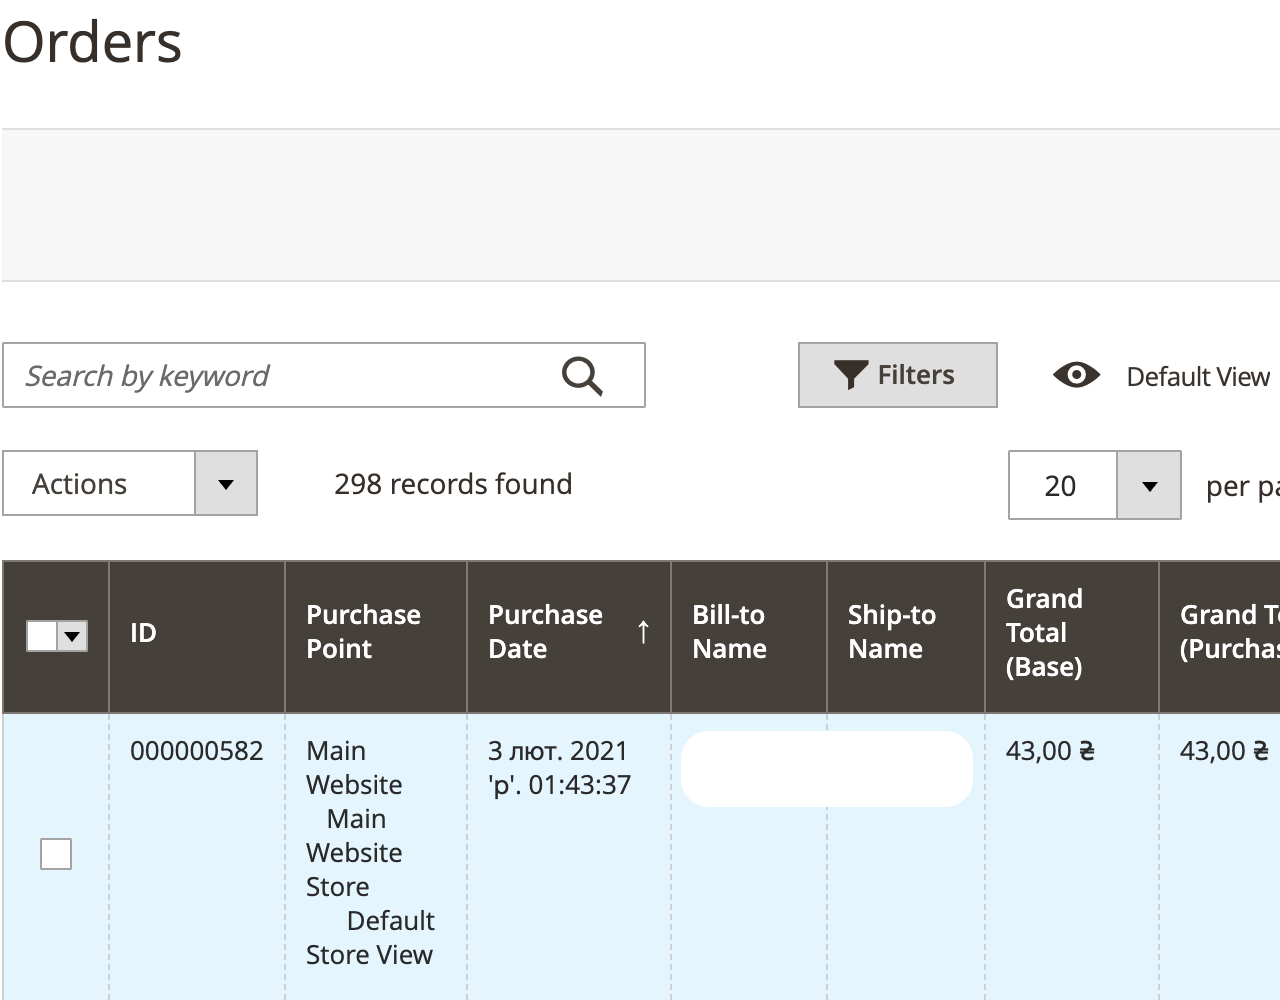 Orders
Search by keyword
Filters
Default View
Actions
298 records found
20
per pa
ID
Purchase
Point
Purchase
Date
↑
Bill-to
Name
Ship-to
Name
Grand
Total
(Base)
Grand To
(Purchas
000000582
Main
Website
Main
Website
Store
Default
Store View
3 лют. 2021
'р'. 01:43:37
43,00 ₴
43,00 ₴